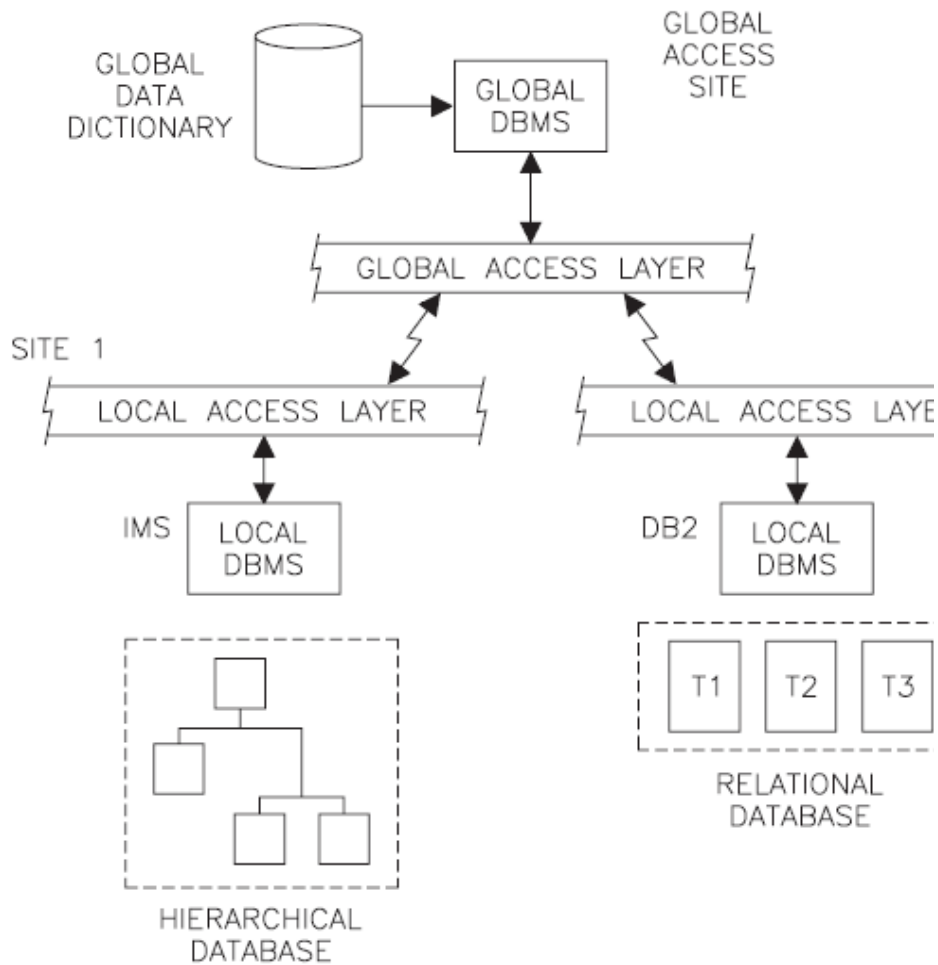 GLOBAL
DATA
DICTIONARY
GLOBAL
DBMS
GLOBAL
ACCESS
SITE
GLOBAL ACCESS LAYER
SITE 1
LOCAL ACCESS LAYER
LOCAL ACCESS LAYE
IMS
LOCAL
DBMS
DB2
LOCAL
DBMS
T1
T2
T3
RELATIONAL
DATABASE
HIERARCHICAL
DATABASE